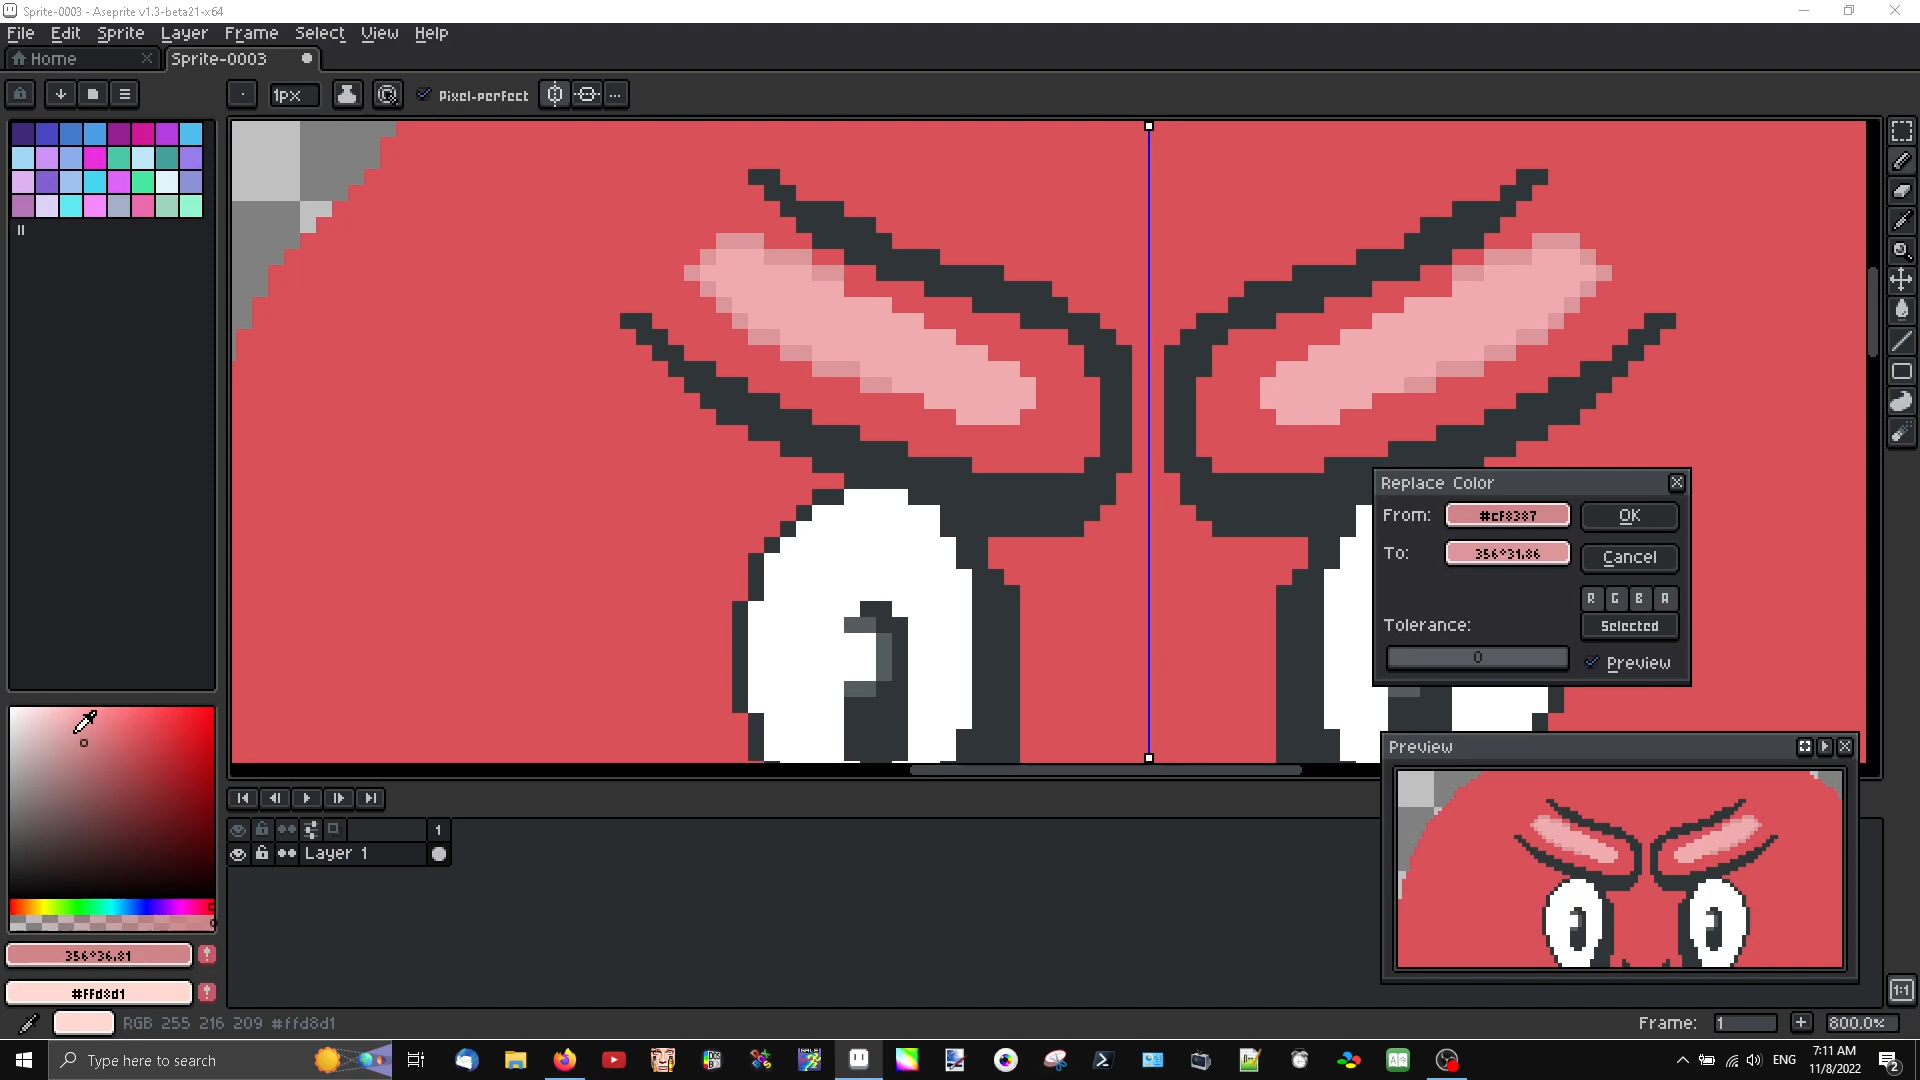 Sprite-0003 - Aseprite v1.3-beta21-x64
File Edit Sprite Layer Frame Select View Help
Home
Sprite-0003
1px
Pixel-perfect
...
Replace Color
From: #cf8387 OK
To: 356°31.86 Cancel
R G B A
Tolerance: Selected
0
Preview
Preview
1
Layer 1
356°36.81
#ffd8d1
RGB 255 216 209 #ffd8d1
Frame: 1 + 800.0%
1:1
Type here to search
ENG
7:11 AM
11/8/2022
2